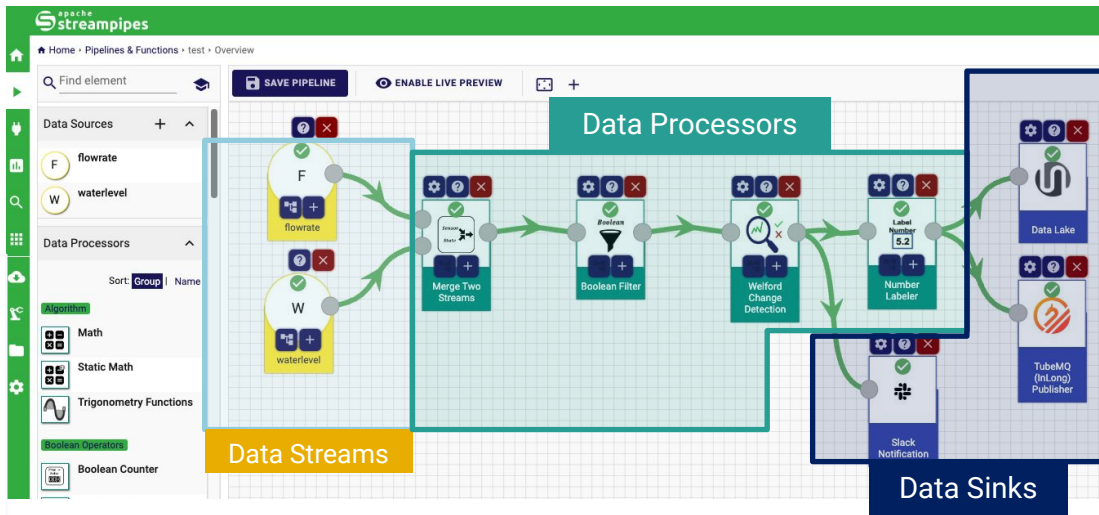 apache
streampipes
Home › Pipelines & Functions › test › Overview
Find element
SAVE PIPELINE
ENABLE LIVE PREVIEW
Data Sources
F
flowrate
W
waterlevel
Data Processors
Sort: Group | Name
Algorithm
Math
Static Math
Trigonometry Functions
Boolean Operators
Boolean Counter
Data Processors
F
flowrate
W
waterlevel
Merge Two
Streams
Boolean
Boolean Filter
Welford
Change
Detection
Label
Number
5.2
Number
Labeler
Data Lake
TubeMQ
(InLong)
Publisher
Slack
Notification
Data Streams
Data Sinks